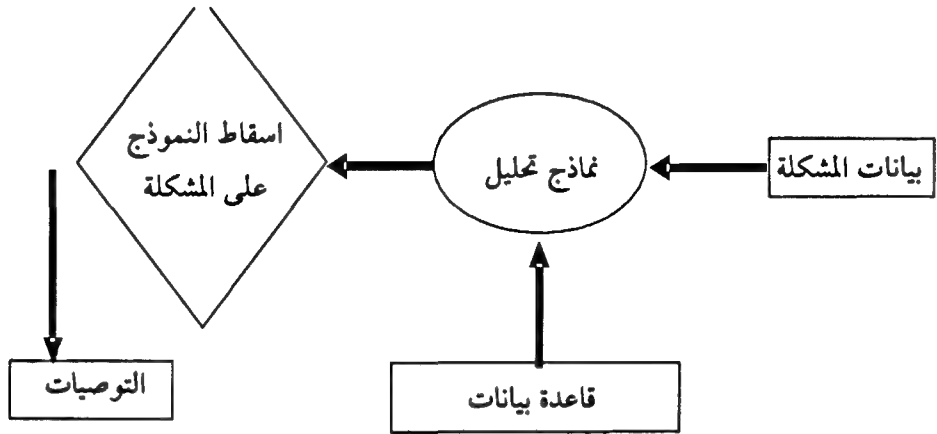 بيانات المشكلة
نماذج تحليل
قاعدة بيانات
اسقاط النموذج
على المشكلة
التوصيات